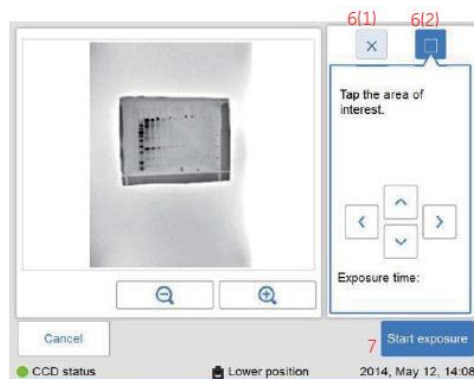 6(1) 6(2)
×
Tap the area of
interest.
Exposure time:
Cancel
7 Start exposure
CCD status
Lower position
2014, May 12, 14:08